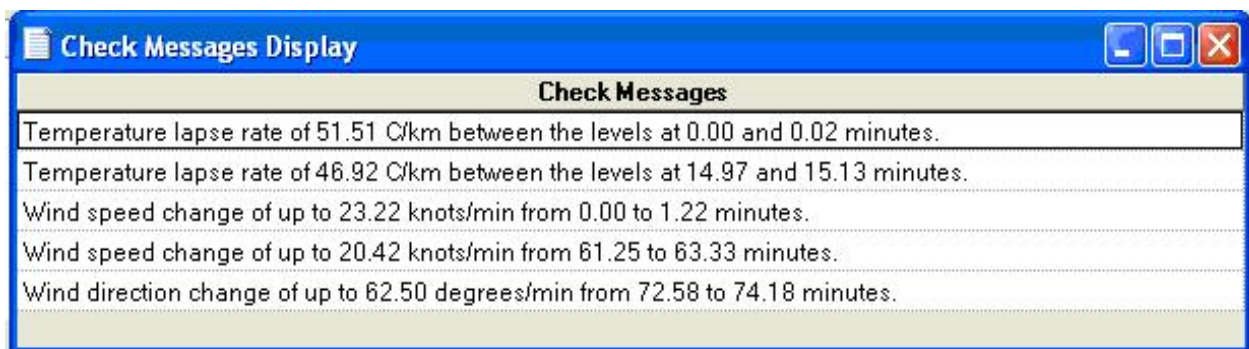 Check Messages Display
Check Messages
Temperature lapse rate of 51.51 C/km between the levels at 0.00 and 0.02 minutes.
Temperature lapse rate of 46.92 C/km between the levels at 14.97 and 15.13 minutes.
Wind speed change of up to 23.22 knots/min from 0.00 to 1.22 minutes.
Wind speed change of up to 20.42 knots/min from 61.25 to 63.33 minutes.
Wind direction change of up to 62.50 degrees/min from 72.58 to 74.18 minutes.